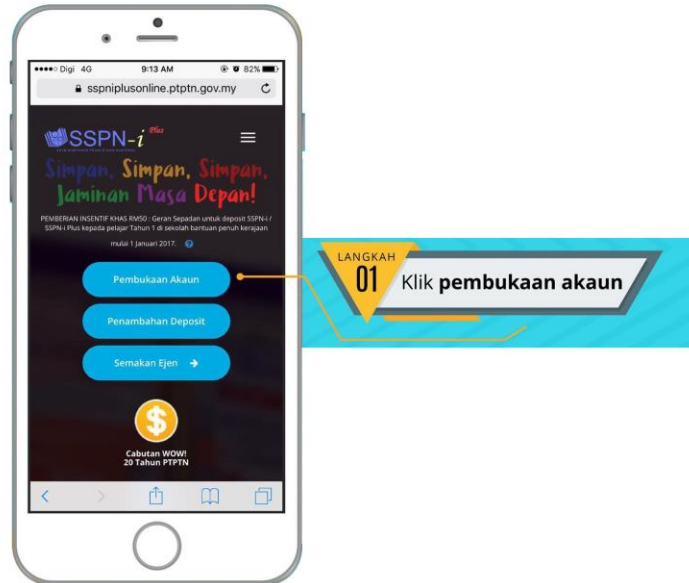 Digi 4G 9:13 AM 82%
sspniplusonline.ptptn.gov.my
SSPN-i Plus
Simpan, Simpan, Simpan,
Jaminan Masa Depan!
PEMBERIAN INSENTIF KHAS RM50 : Geran Sepadan untuk deposit SSPN-i /
SSPN-i Plus kepada pelajar Tahun 1 di sekolah bantuan penuh kerajaan
mulai 1 Januari 2017.
Pembukaan Akaun
Penambahan Deposit
Semakan Ejen
Cabutan WOW!
20 Tahun PTPTN
LANGKAH
01
Klik pembukaan akaun